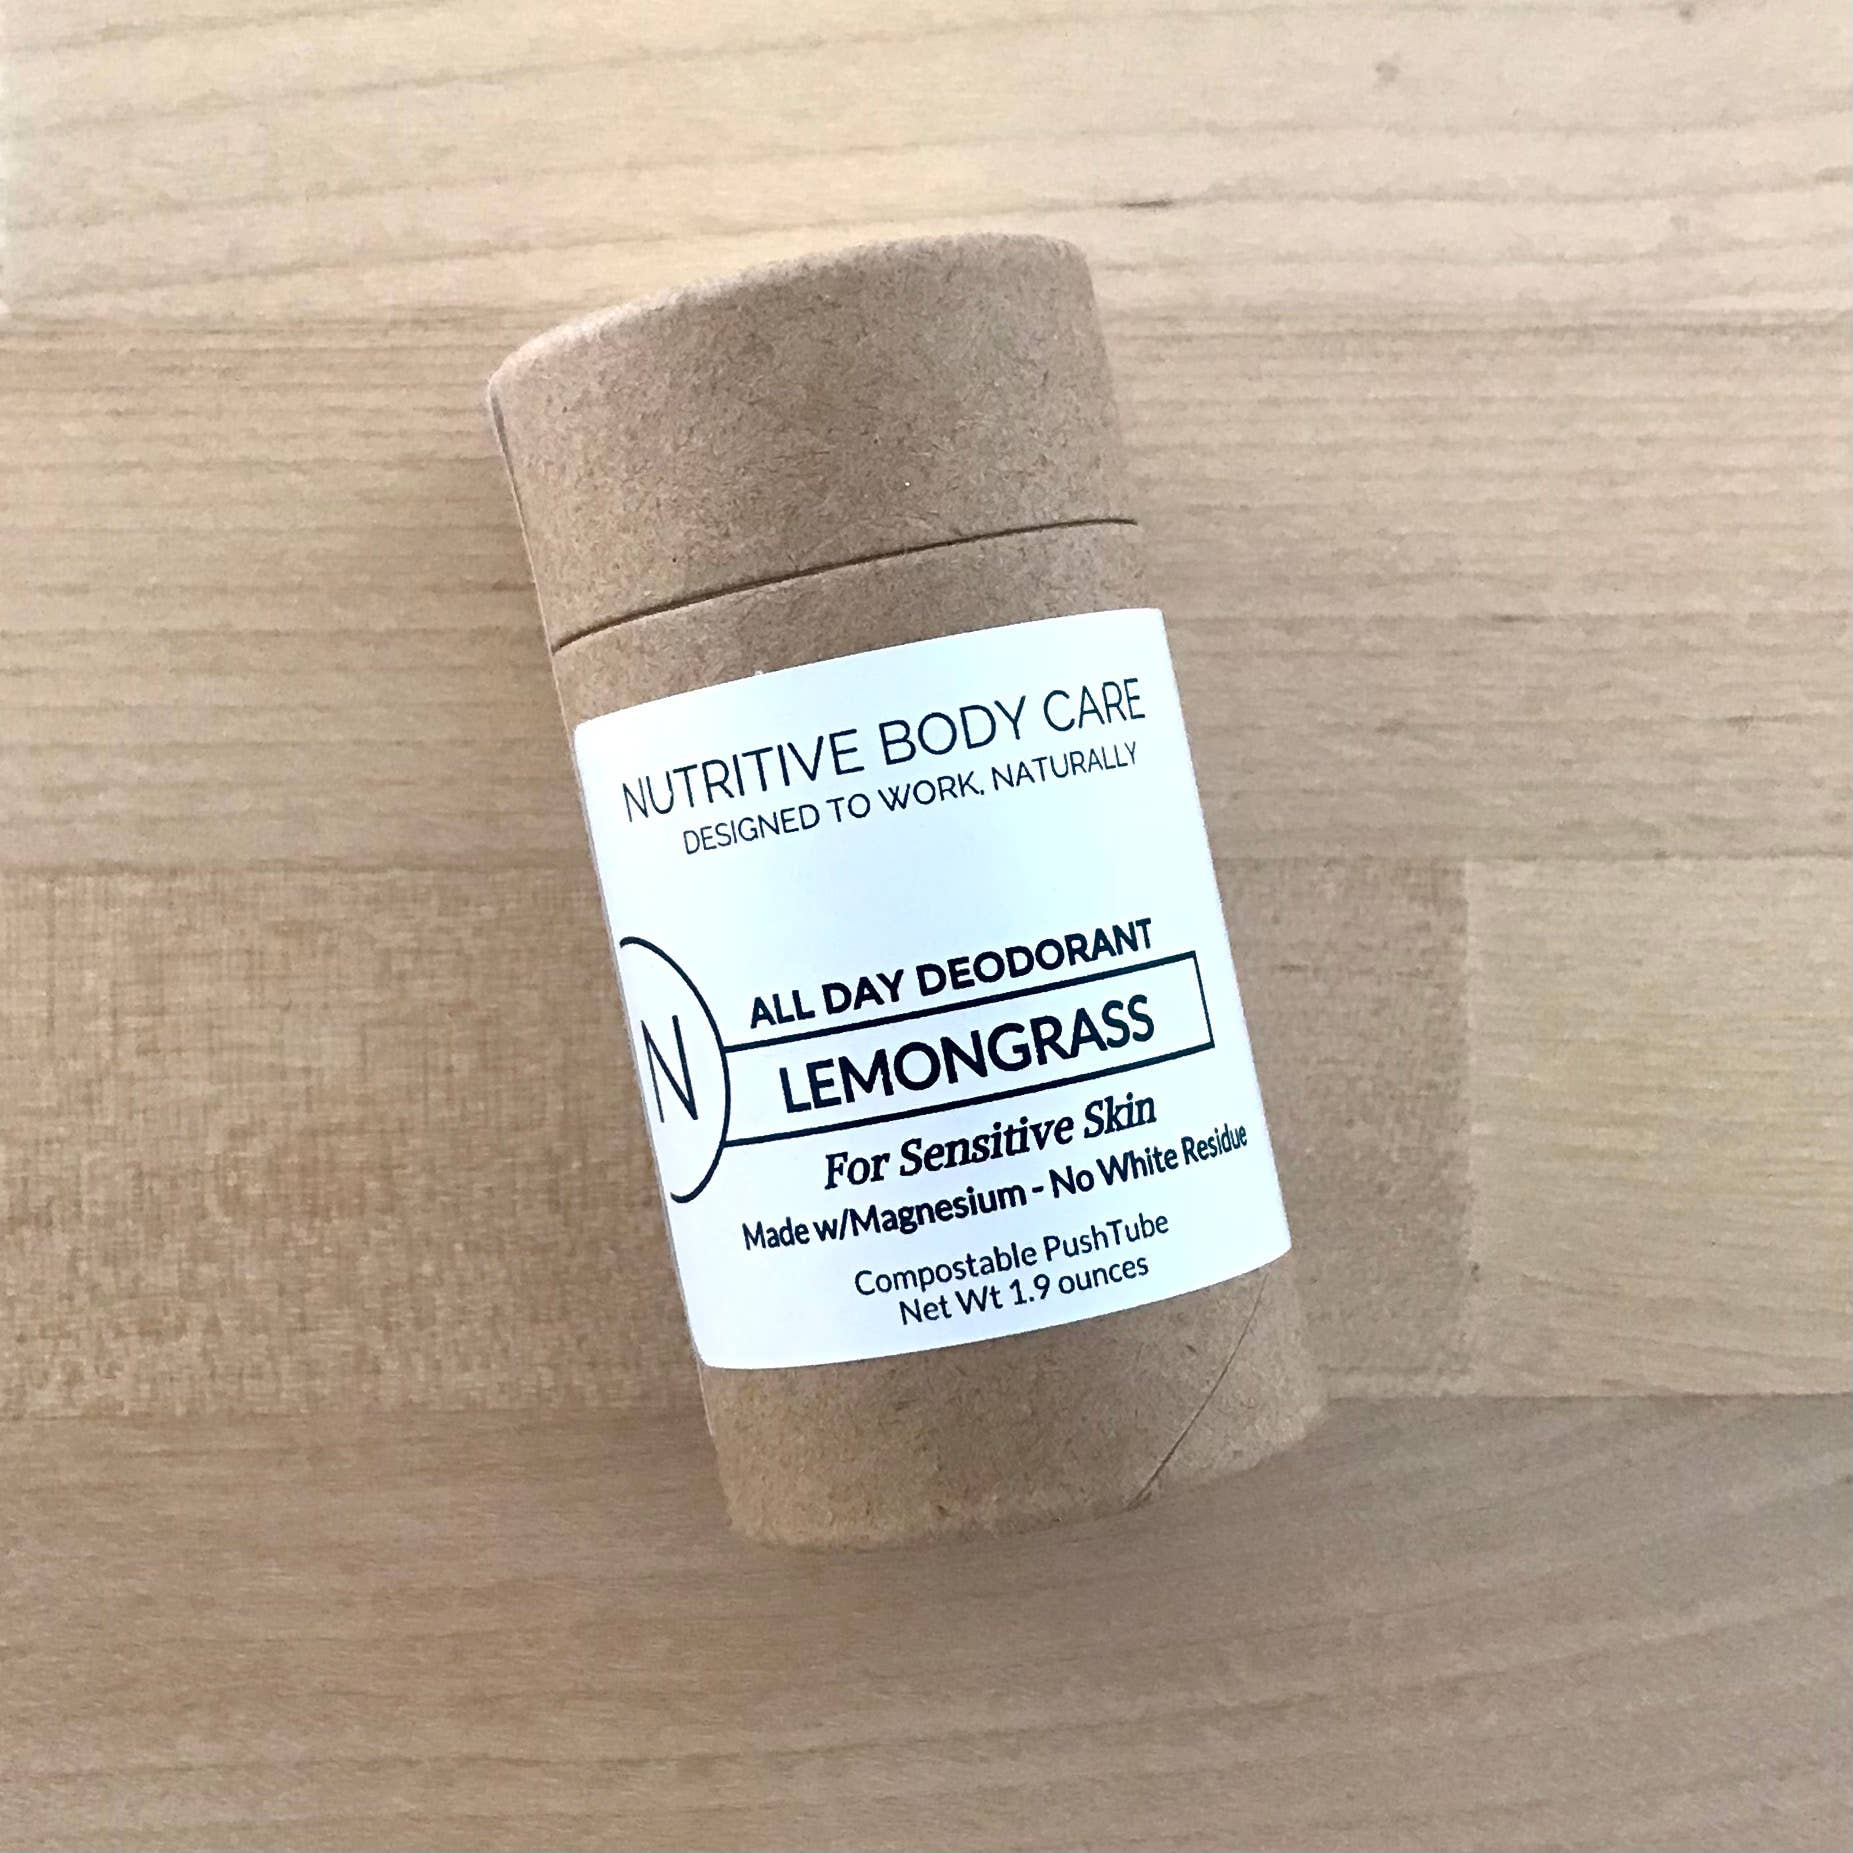 NUTRITIVE BODY CARE
DESIGNED TO WORK. NATURALLY
N
ALL DAY DEODORANT
LEMONGRASS
For Sensitive Skin
Made w/Magnesium - No White Residue
Compostable PushTube
Net Wt 1.9 ounces